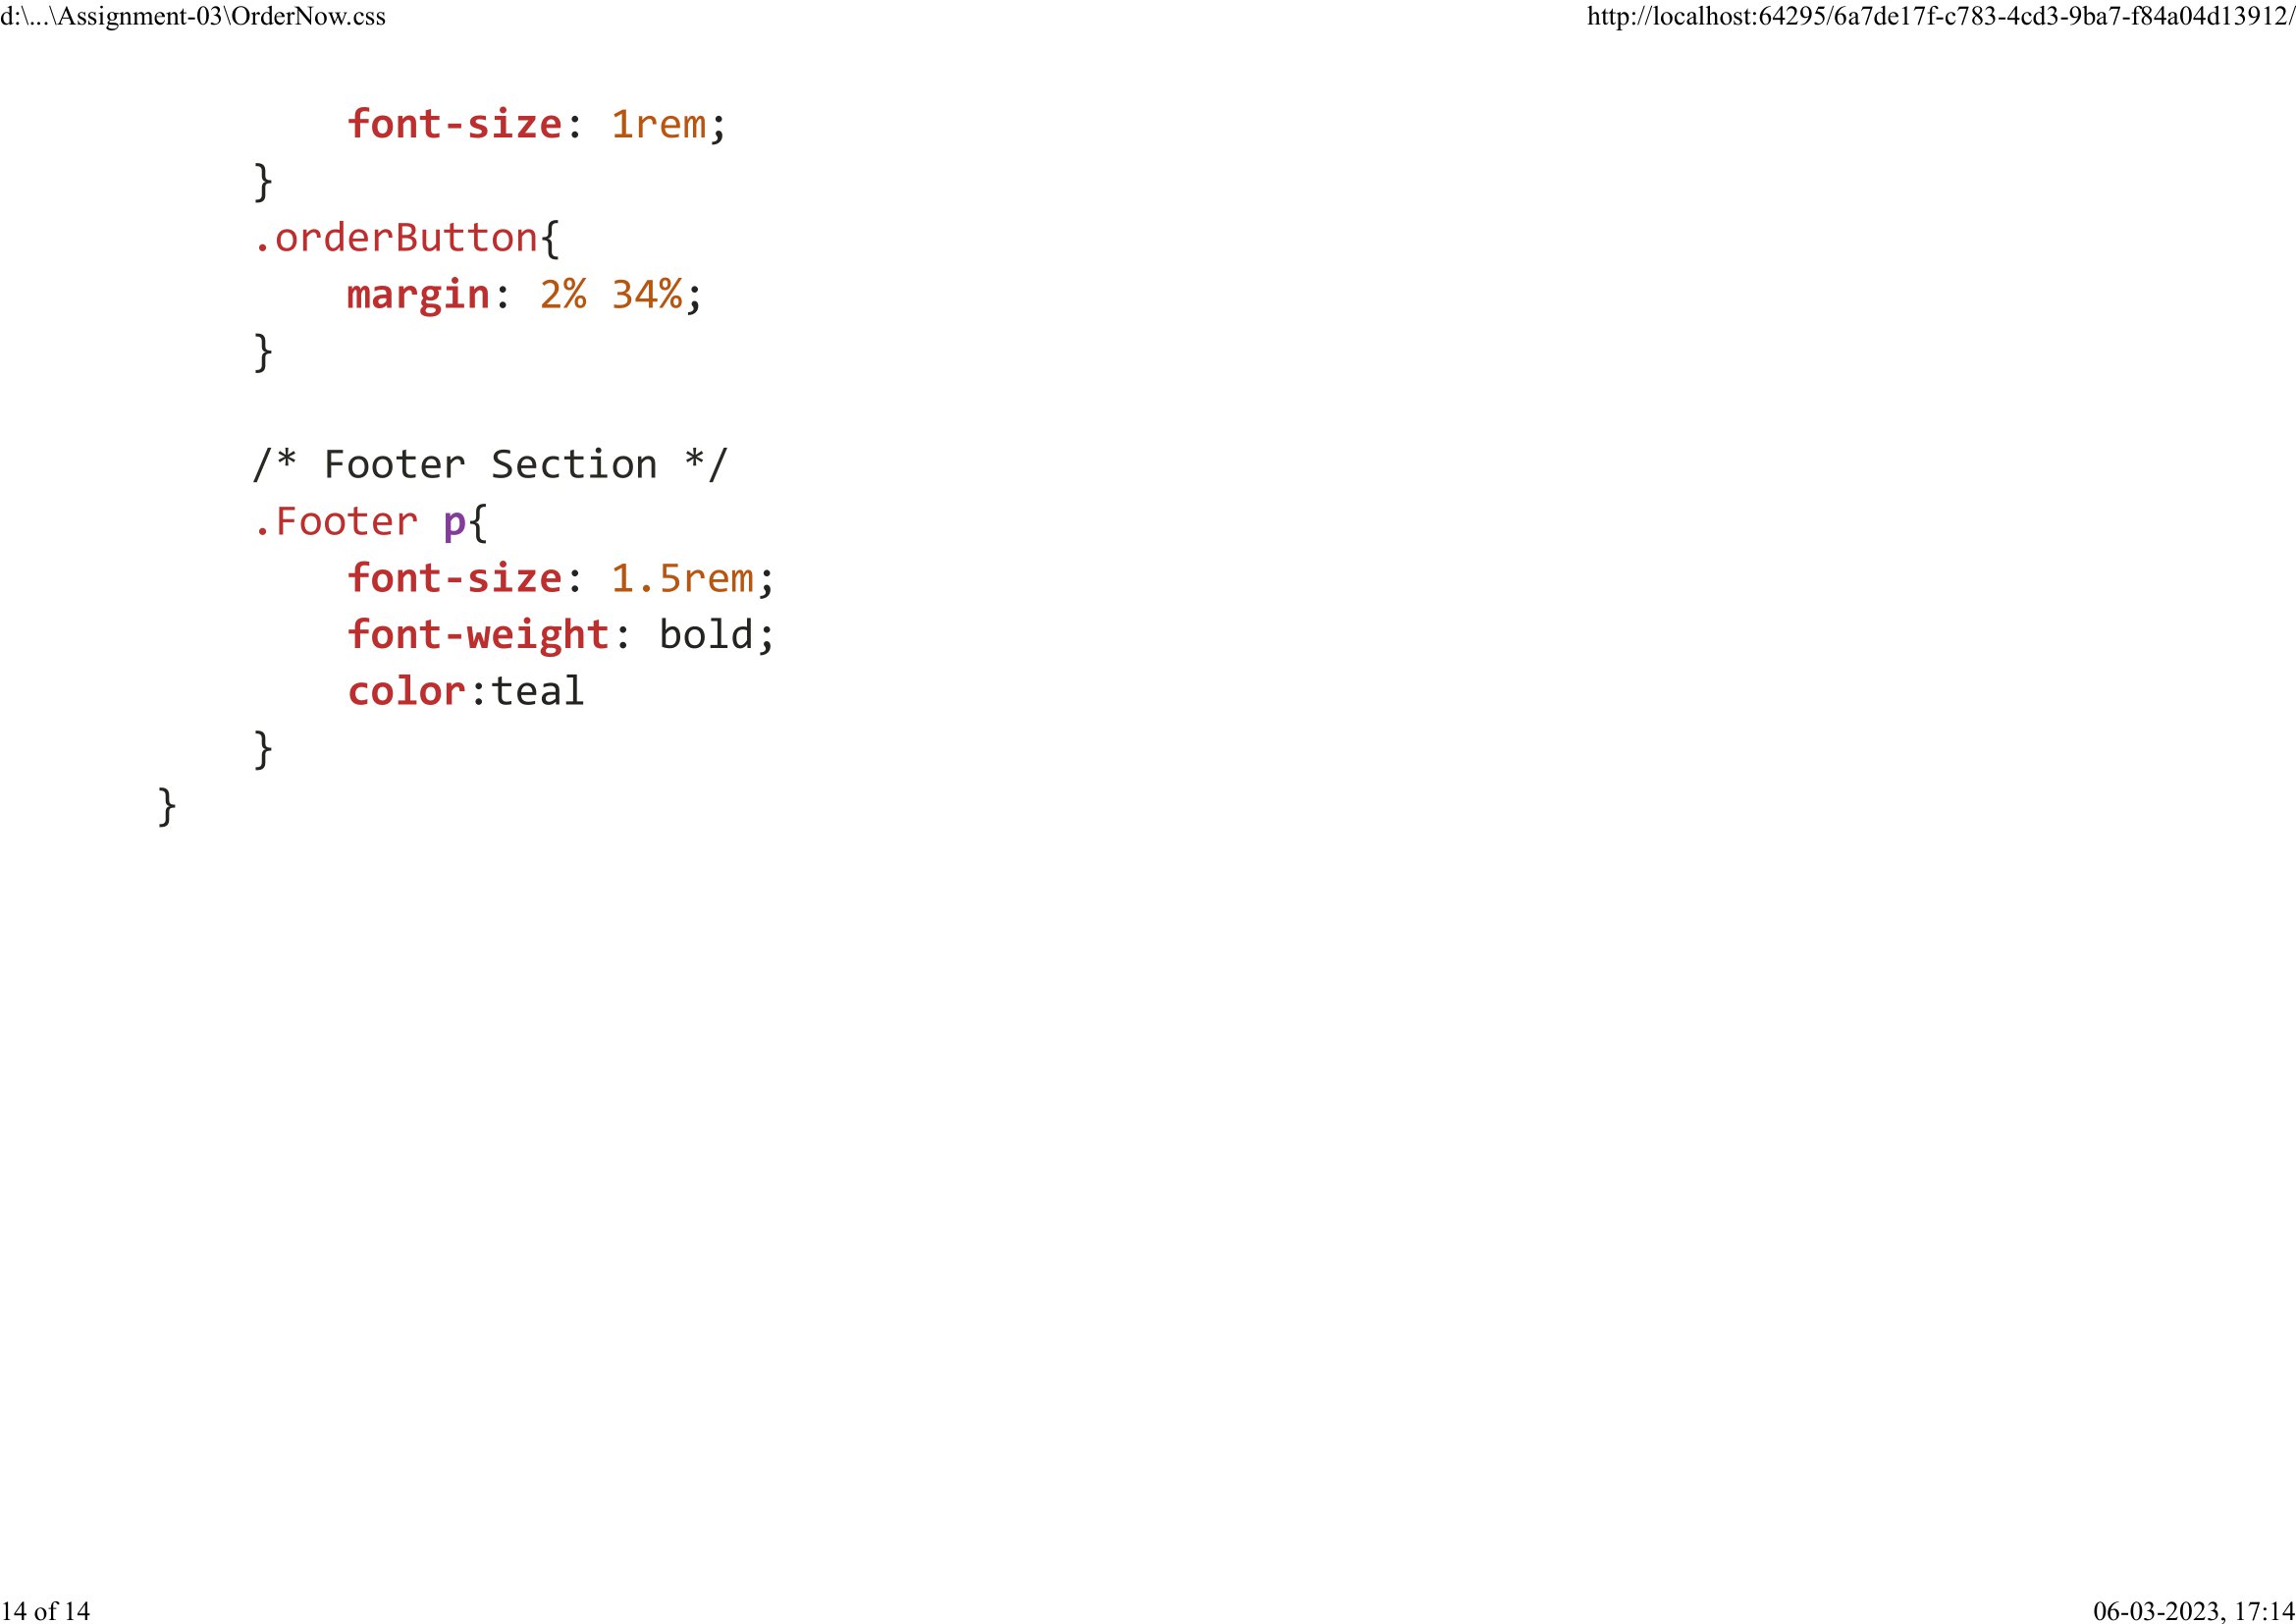 d:\...\Assignment-03\OrderNow.css http://localhost:64295/6a7de17f-c783-4cd3-9ba7-f84a04d13912/
        font-size: 1rem;
    }
    .orderButton{
        margin: 2% 34%;
    }

    /* Footer Section */
    .Footer p{
        font-size: 1.5rem;
        font-weight: bold;
        color:teal
    }
}
14 of 14 06-03-2023, 17:14